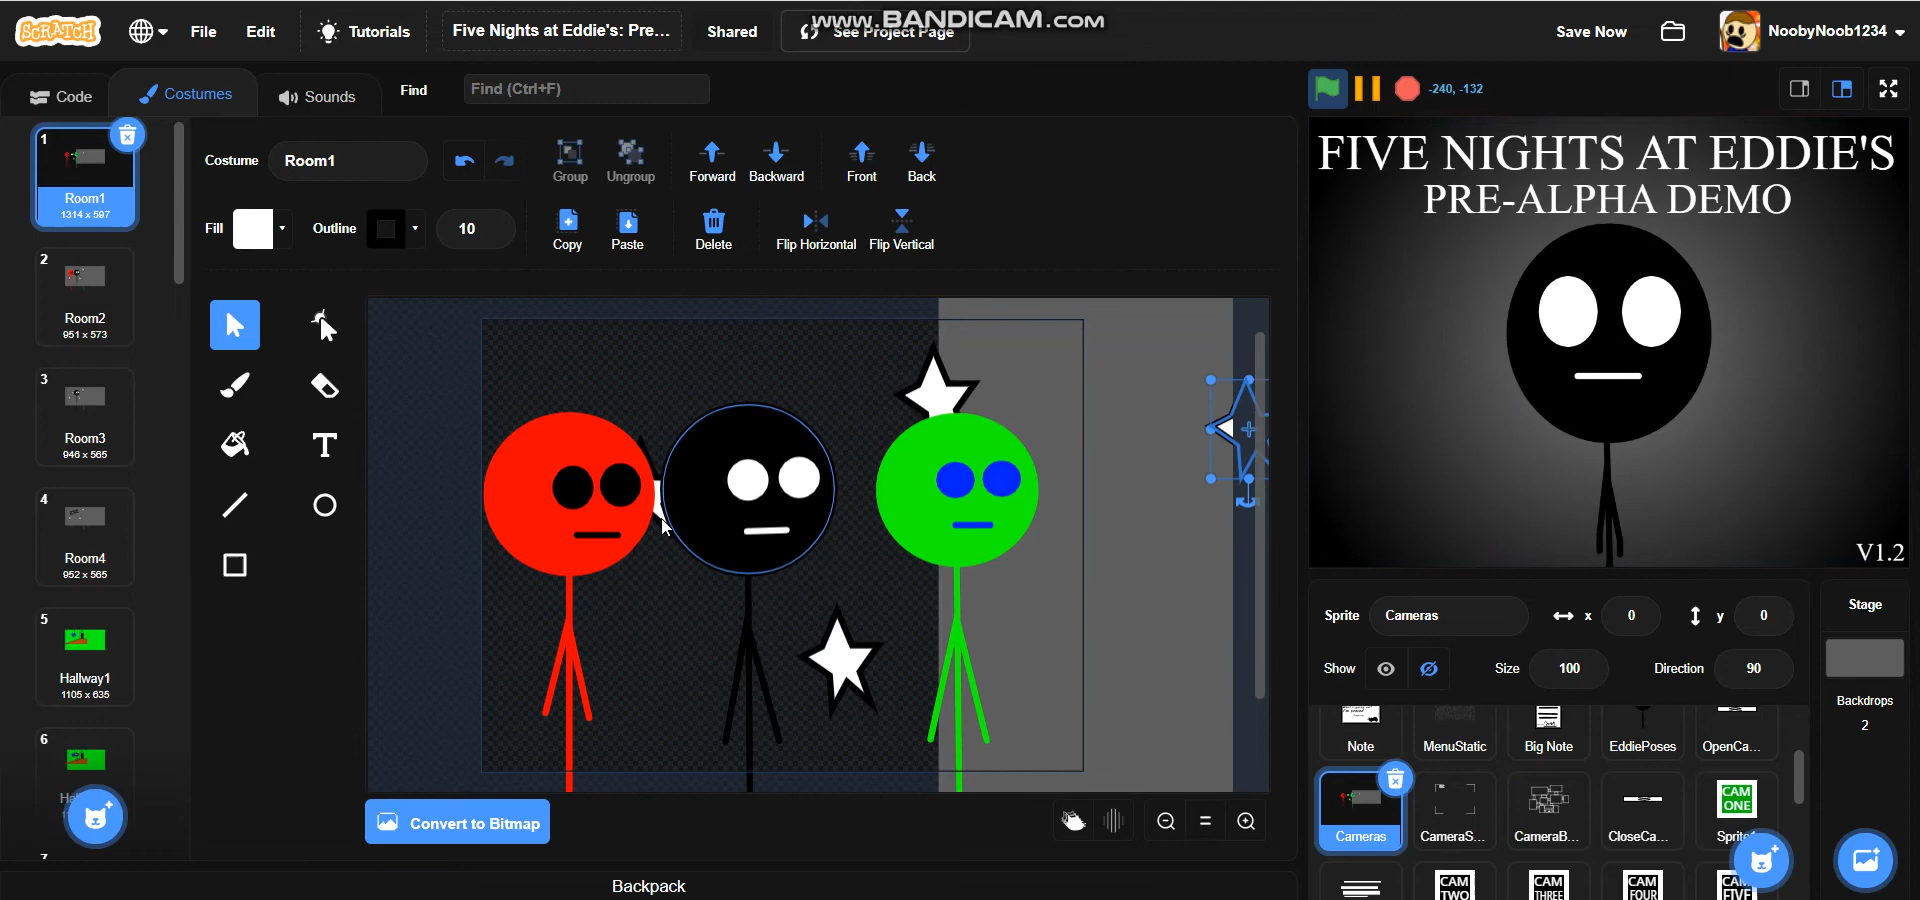 www.BANDICAM.com
SCRATCH
File
Edit
Tutorials
Five Nights at Eddie's: Pre...
Shared
See Project Page
Save Now
NoobyNoob1234
Code
Costumes
Sounds
Find
Find (Ctrl+F)
-240, -132
1
Room1
1314 x 597
2
Room2
951 x 573
3
Room3
946 x 565
4
Room4
952 x 565
5
Hallway1
1105 x 635
6
7
Costume
Room1
Group
Ungroup
Forward
Backward
Front
Back
Fill
Outline
10
Copy
Paste
Delete
Flip Horizontal
Flip Vertical
T
Convert to Bitmap
Backpack
FIVE NIGHTS AT EDDIE'S
PRE-ALPHA DEMO
V1.2
Sprite
Cameras
x
0
y
0
Show
Size
100
Direction
90
Stage
Backdrops
2
Note
MenuStatic
Big Note
EddiePoses
OpenCa...
Cameras
CameraS...
CameraB...
CloseCa...
CAM
ONE
CAM
TWO
CAM
THREE
CAM
FOUR
CAM
FIVE